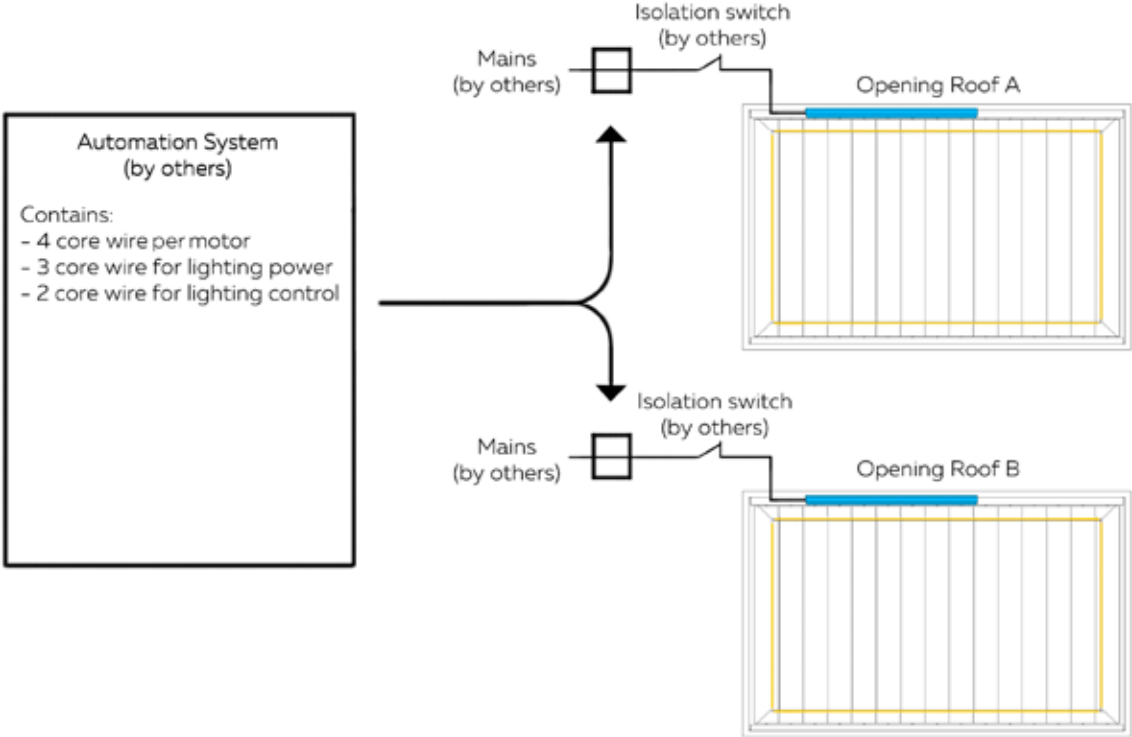 Isolation switch
(by others)
Mains
(by others)
Opening Roof A
Automation System
(by others)
Contains:
- 4 core wire per motor
- 3 core wire for lighting power
- 2 core wire for lighting control
Isolation switch
(by others)
Mains
(by others)
Opening Roof B